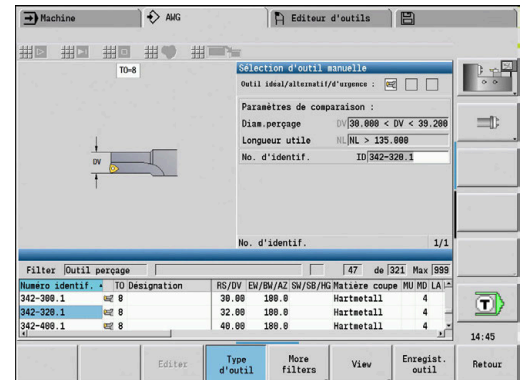 Machine
AWG
Editeur d'outils
TO=8
Sélection d'outil manuelle
Outil idéal/alternatif/d'urgence :
Paramètres de comparaison :
Diam.perçage DV 30.000 < DV < 39.200
Longueur utile NL NL > 135.000
No. d'identif. ID 342-320.1
DV
No. d'identif. 1/1
Filter Outil perçage 47 de 321 Max 999
Numéro identif. TO Désignation RS/DV EW/BW/AZ SW/SB/HG Matière coupe MU MD LA
342-300.1 8 30.00 180.0 Hartmetall 4
342-320.1 8 32.00 180.0 Hartmetall 4
342-400.1 8 40.00 180.0 Hartmetall 4
14:45
Editer
Type d'outil
More filters
View
Enregist. outil
Retour